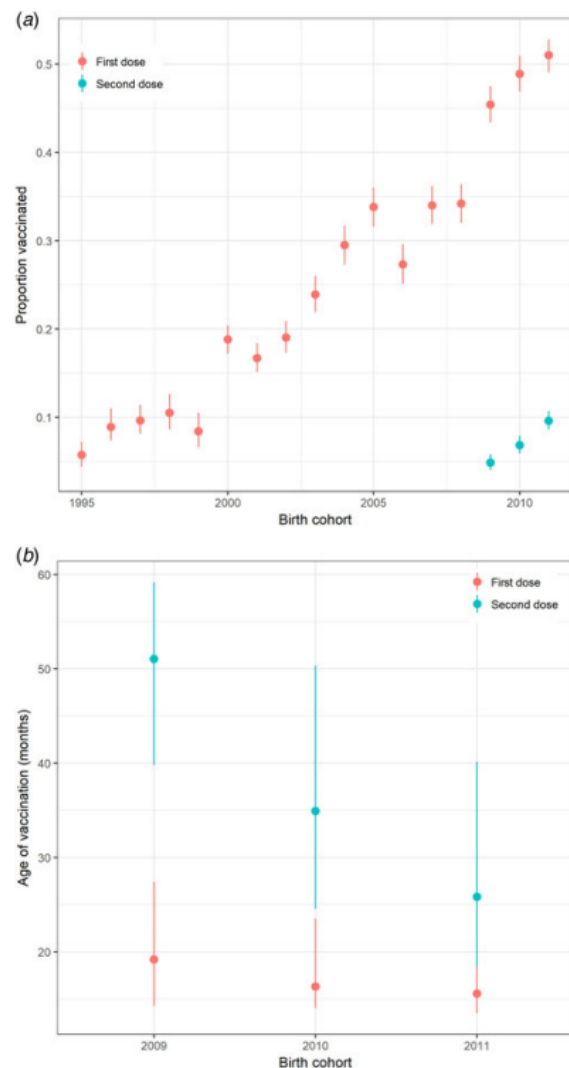 (a)
First dose
Second dose
Proportion vaccinated
0.5
0.4
0.3
0.2
0.1
1995
2000
2005
2010
Birth cohort
(b)
First dose
Second dose
Age of vaccination (months)
60
50
40
30
20
2009
2010
2011
Birth cohort